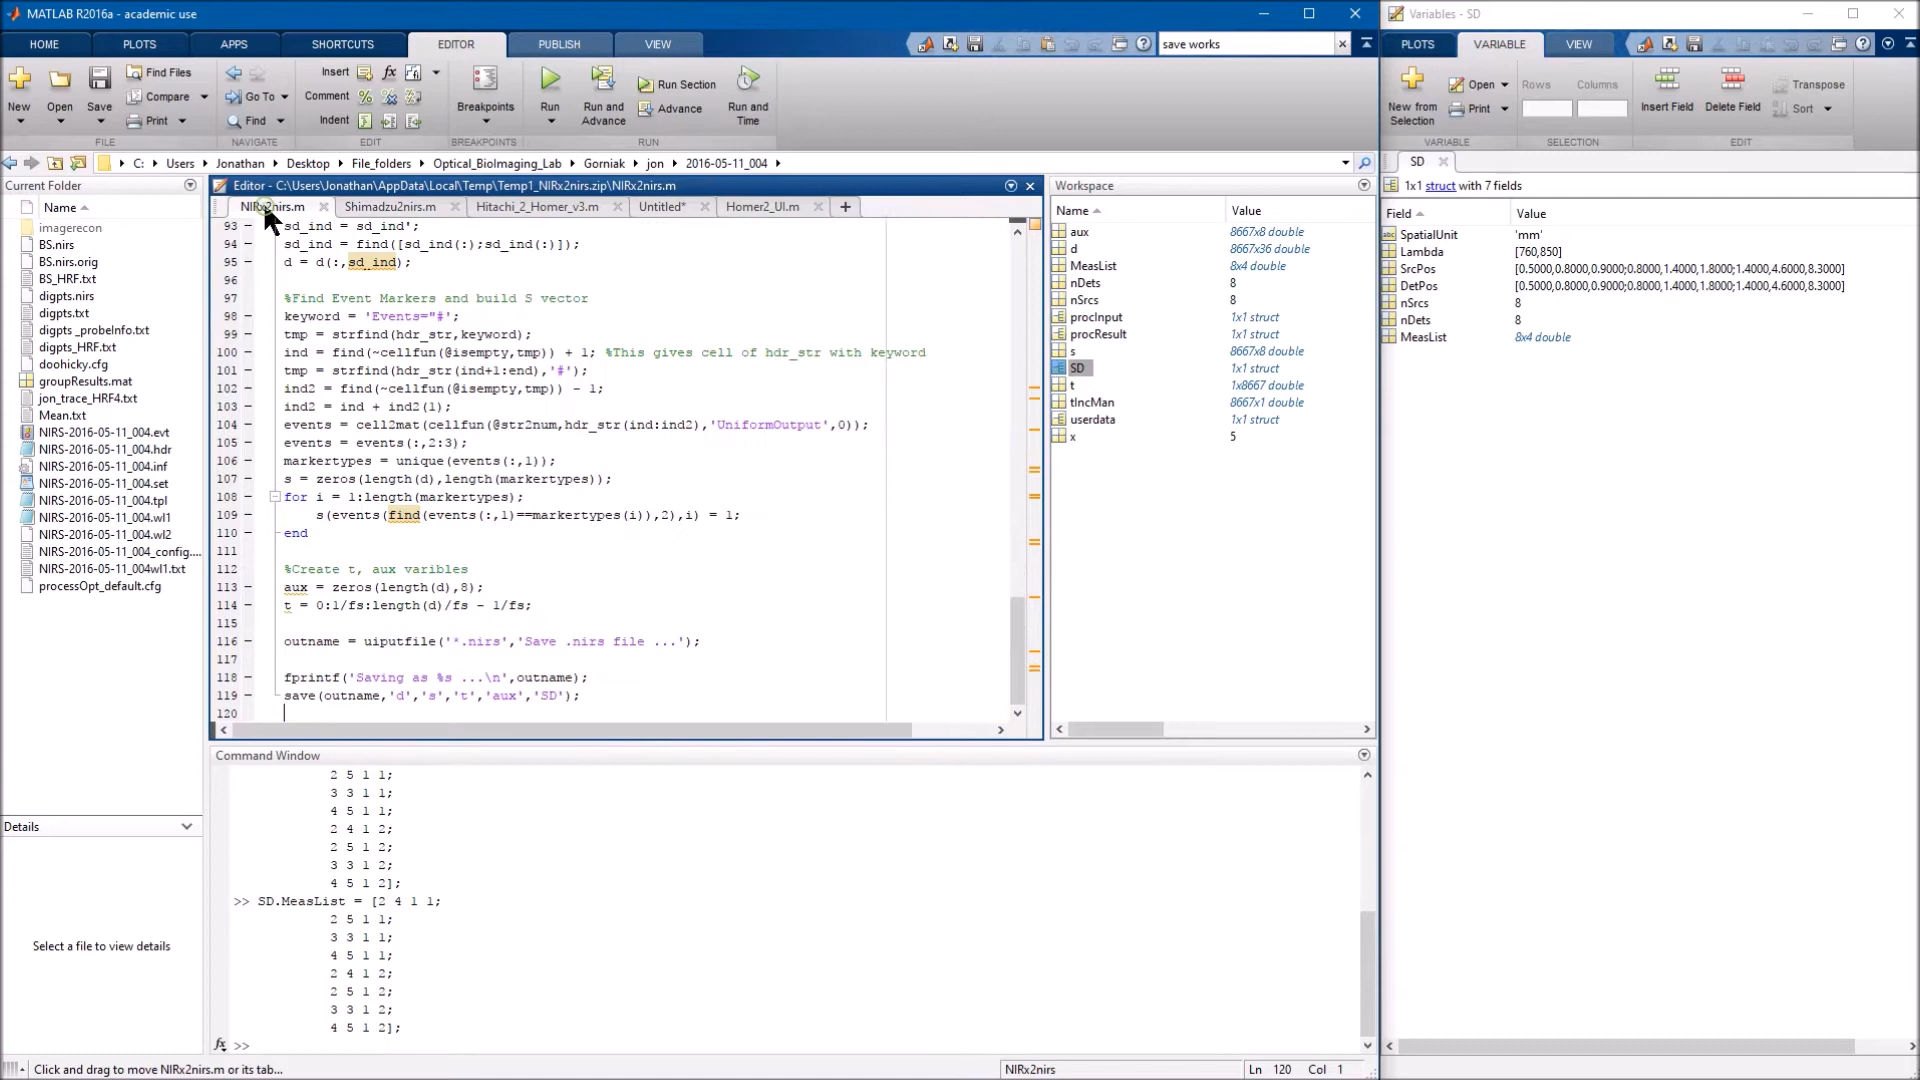 MATLAB R2016a - academic use
HOME PLOTS APPS SHORTCUTS EDITOR PUBLISH VIEW
save works
New
Open
Save
Find Files
Compare
Print
FILE
Go To
Find
NAVIGATE
Insert fx
Comment
Indent
EDIT
Breakpoints
BREAKPOINTS
Run
Run and Advance
Run Section
Advance
Run and Time
RUN
C: Users Jonathan Desktop File_folders Optical_BioImaging_Lab Gorniak jon 2016-05-11_004
Current Folder
Name
imagerecon
BS.nirs
BS.nirs.orig
BS_HRF.txt
digpts.nirs
digpts.txt
digpts _probeInfo.txt
digpts_HRF.txt
doohicky.cfg
groupResults.mat
jon_trace_HRF4.txt
Mean.txt
NIRS-2016-05-11_004.evt
NIRS-2016-05-11_004.hdr
NIRS-2016-05-11_004.inf
NIRS-2016-05-11_004.set
NIRS-2016-05-11_004.tpl
NIRS-2016-05-11_004.wl1
NIRS-2016-05-11_004.wl2
NIRS-2016-05-11_004_config....
NIRS-2016-05-11_004wl1.txt
processOpt_default.cfg
Details
Select a file to view details
Editor - C:\Users\Jonathan\AppData\Local\Temp\Temp1_NIRx2nirs.zip\NIRx2nirs.m
NIRx2nirs.m Shimadzu2nirs.m Hitachi_2_Homer_v3.m Untitled* Homer2_UI.m
93 sd_ind = sd_ind';
94 sd_ind = find([sd_ind(:);sd_ind(:)]);
95 d = d(:,sd_ind);
96
97 %Find Event Markers and build S vector
98 keyword = 'Events="#';
99 tmp = strfind(hdr_str,keyword);
100 ind = find(~cellfun(@isempty,tmp)) + 1; %This gives cell of hdr_str with keyword
101 tmp = strfind(hdr_str(ind+1:end),'#');
102 ind2 = find(~cellfun(@isempty,tmp)) - 1;
103 ind2 = ind + ind2(1);
104 events = cell2mat(cellfun(@str2num,hdr_str(ind:ind2),'UniformOutput',0));
105 events = events(:,2:3);
106 markertypes = unique(events(:,1));
107 s = zeros(length(d),length(markertypes));
108 for i = 1:length(markertypes);
109 s(events(find(events(:,1)==markertypes(i)),2),i) = 1;
110 end
111
112 %Create t, aux varibles
113 aux = zeros(length(d),8);
114 t = 0:1/fs:length(d)/fs - 1/fs;
115
116 outname = uiputfile('*.nirs','Save .nirs file ...');
117
118 fprintf('Saving as %s ...\n',outname);
119 save(outname,'d','s','t','aux','SD');
120
Command Window
2 5 1 1;
3 3 1 1;
4 5 1 1;
2 4 1 2;
2 5 1 2;
3 3 1 2;
4 5 1 2];
>> SD.MeasList = [2 4 1 1;
2 5 1 1;
3 3 1 1;
4 5 1 1;
2 4 1 2;
2 5 1 2;
3 3 1 2;
4 5 1 2];
fx >>
Workspace
Name Value
aux 8667x8 double
d 8667x36 double
MeasList 8x4 double
nDets 8
nSrcs 8
procInput 1x1 struct
procResult 1x1 struct
s 8667x8 double
SD 1x1 struct
t 1x8667 double
tIncMan 8667x1 double
userdata 1x1 struct
x 5
Variables - SD
PLOTS VARIABLE VIEW
New from Selection
Open
Print
VARIABLE
Rows Columns
SELECTION
Insert Field
Delete Field
Transpose
Sort
EDIT
SD
1x1 struct with 7 fields
Field Value
SpatialUnit 'mm'
Lambda [760,850]
SrcPos [0.5000,0.8000,0.9000;0.8000,1.4000,1.8000;1.4000,4.6000,8.3000]
DetPos [0.5000,0.8000,0.9000;0.8000,1.4000,1.8000;1.4000,4.6000,8.3000]
nSrcs 8
nDets 8
MeasList 8x4 double
Click and drag to move NIRx2nirs.m or its tab...
NIRx2nirs
Ln 120 Col 1